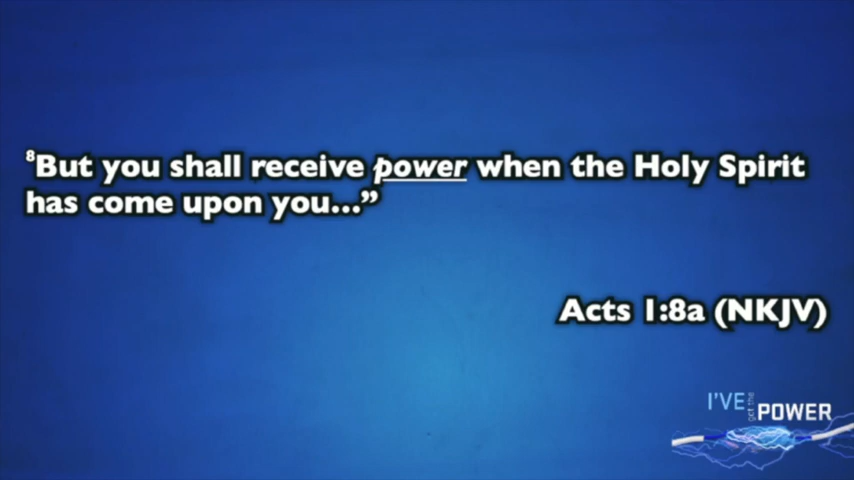 ⁸But you shall receive power when the Holy Spirit
has come upon you...”
Acts 1:8a (NKJV)
I'VE got the POWER